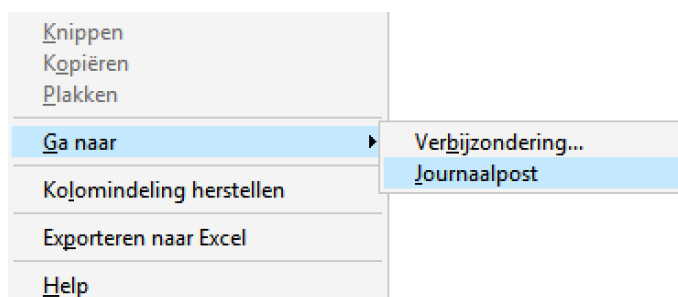 Knippen
Kopiëren
Plakken
Ga naar
Verbijzondering...
Journaalpost
Kolomindeling herstellen
Exporteren naar Excel
Help